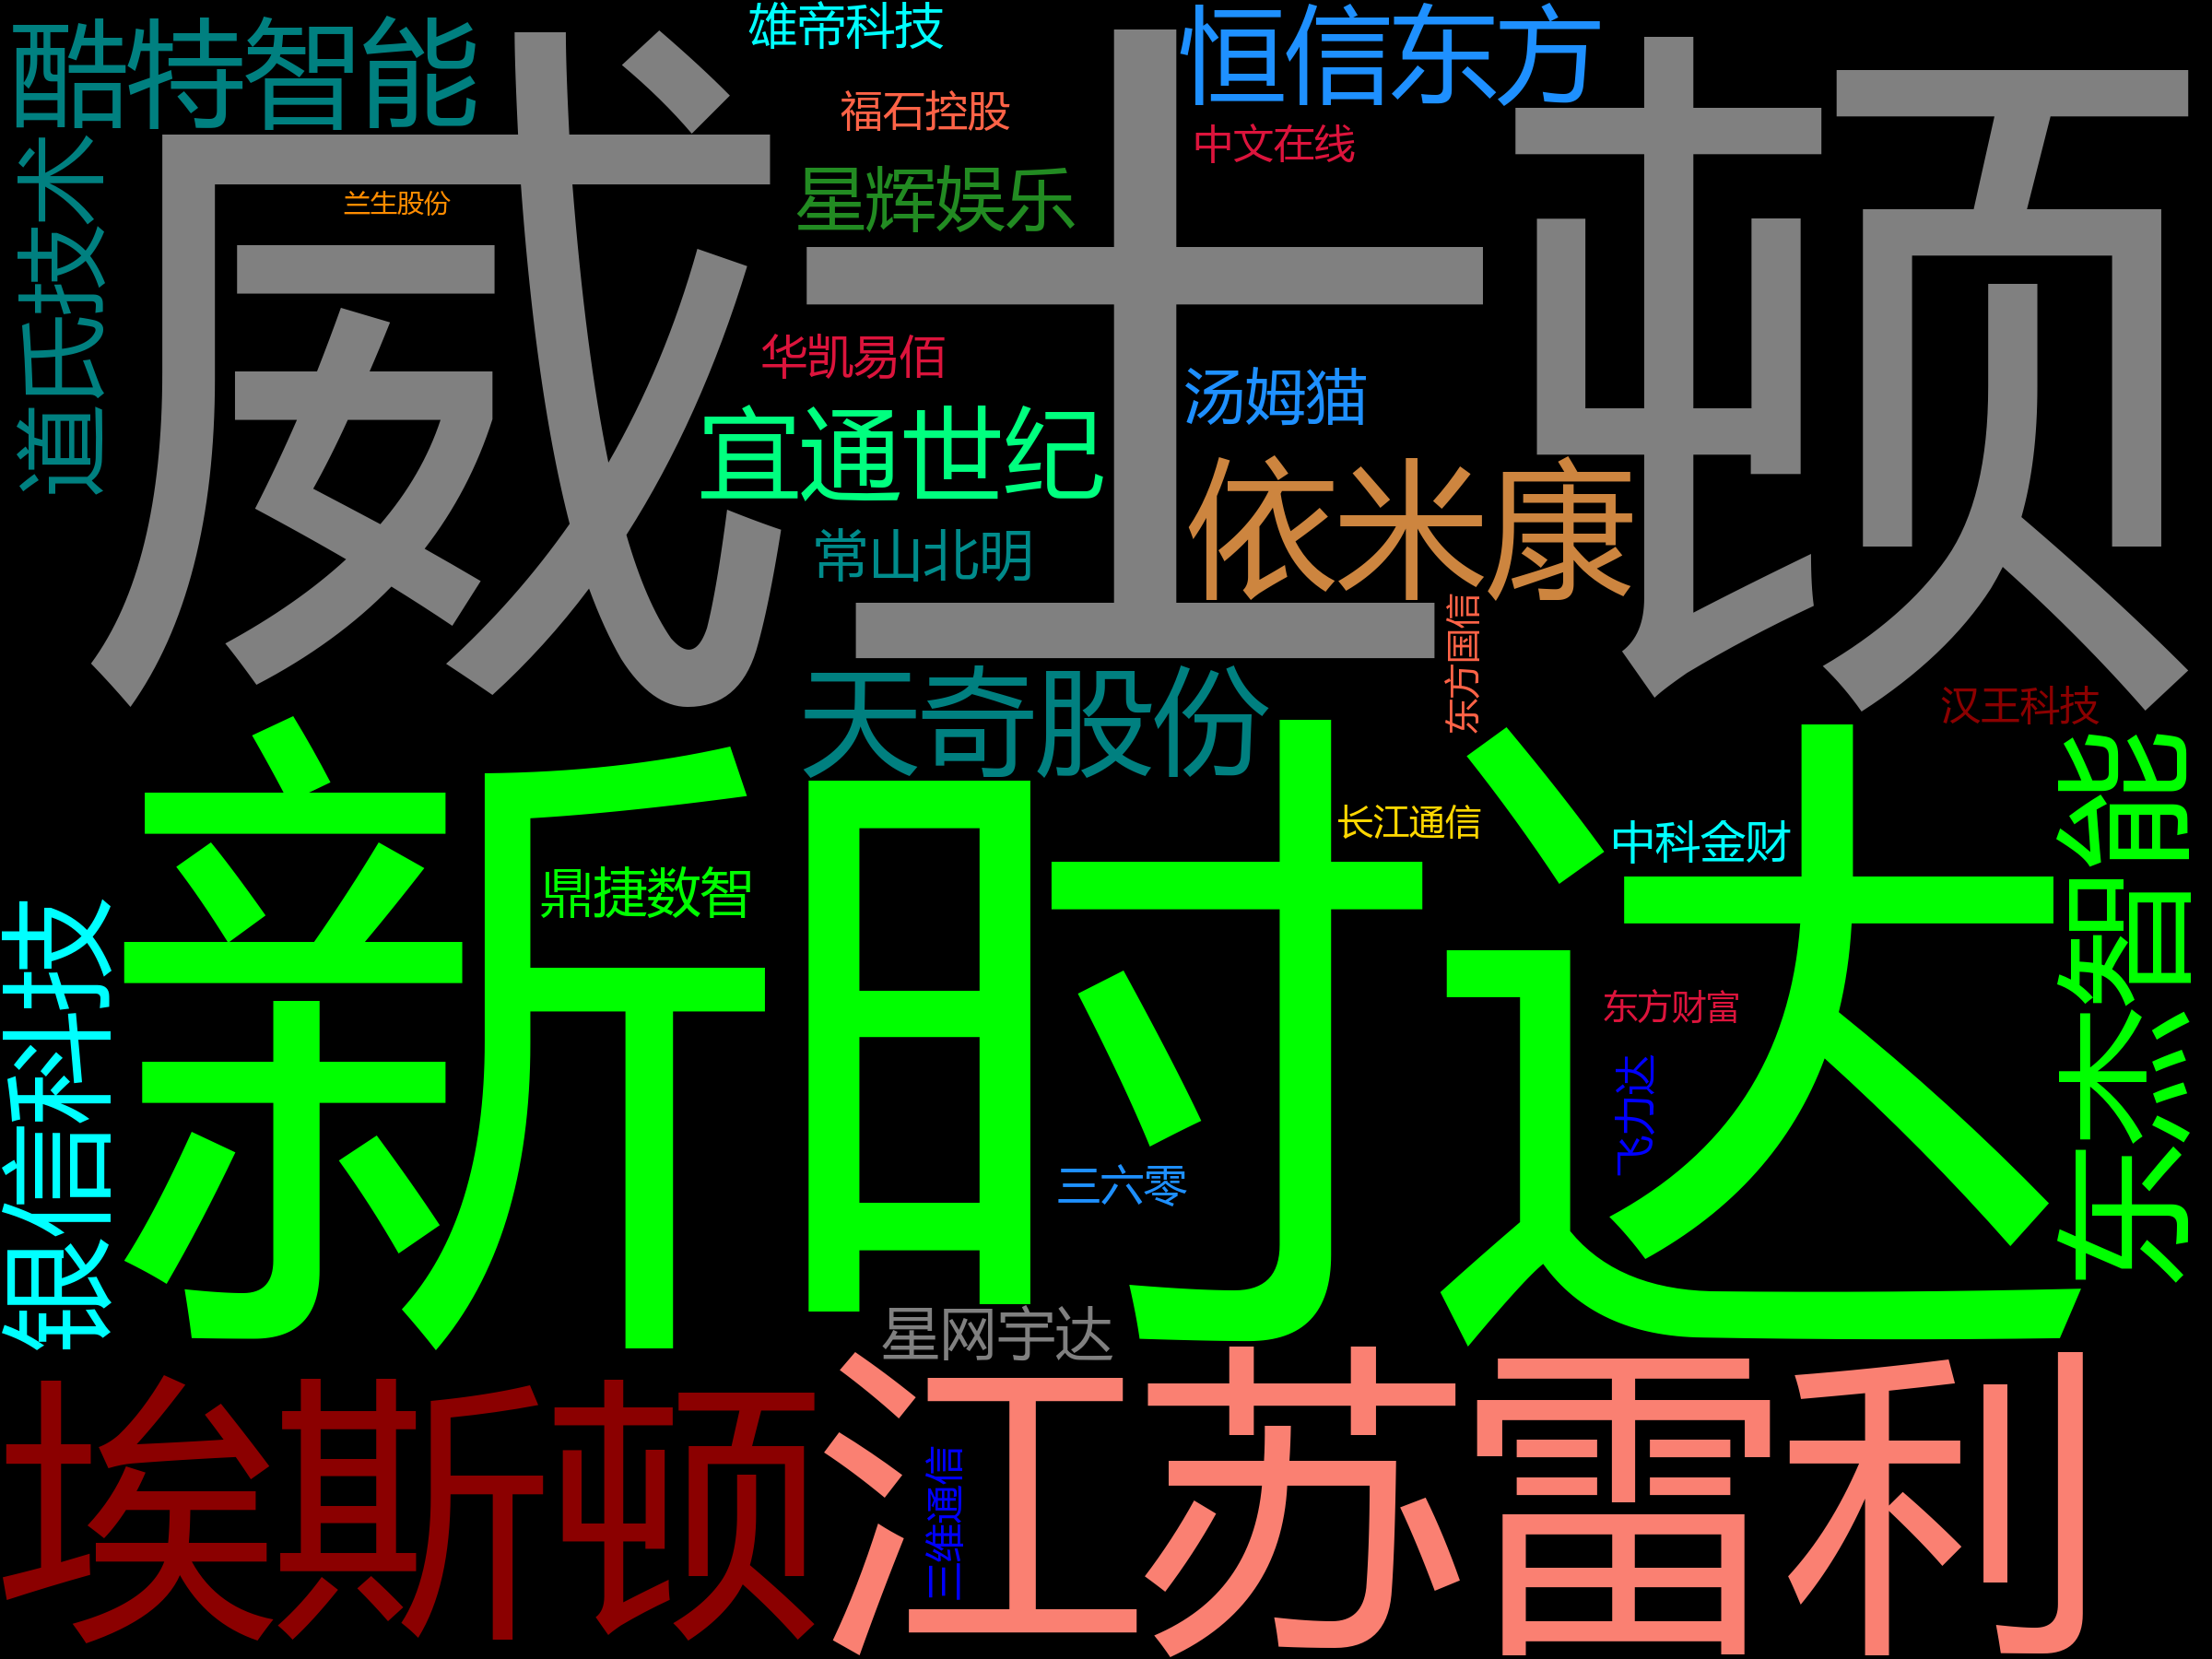 酷特智能
雄帝科技
恒信东方
福石控股
中文在线
道氏技术
兰生股份
星辉娱乐
威士顿
华凯易佰
汤姆猫
宜通世纪
依米康
常山北明
东方国信
天奇股份
汉王科技
新时达
长江通信
中科金财
东杰智能
鼎捷数智
银信科技
东方财富
飞力达
三六零
星网宇达
埃斯顿
江苏雷利
三维通信